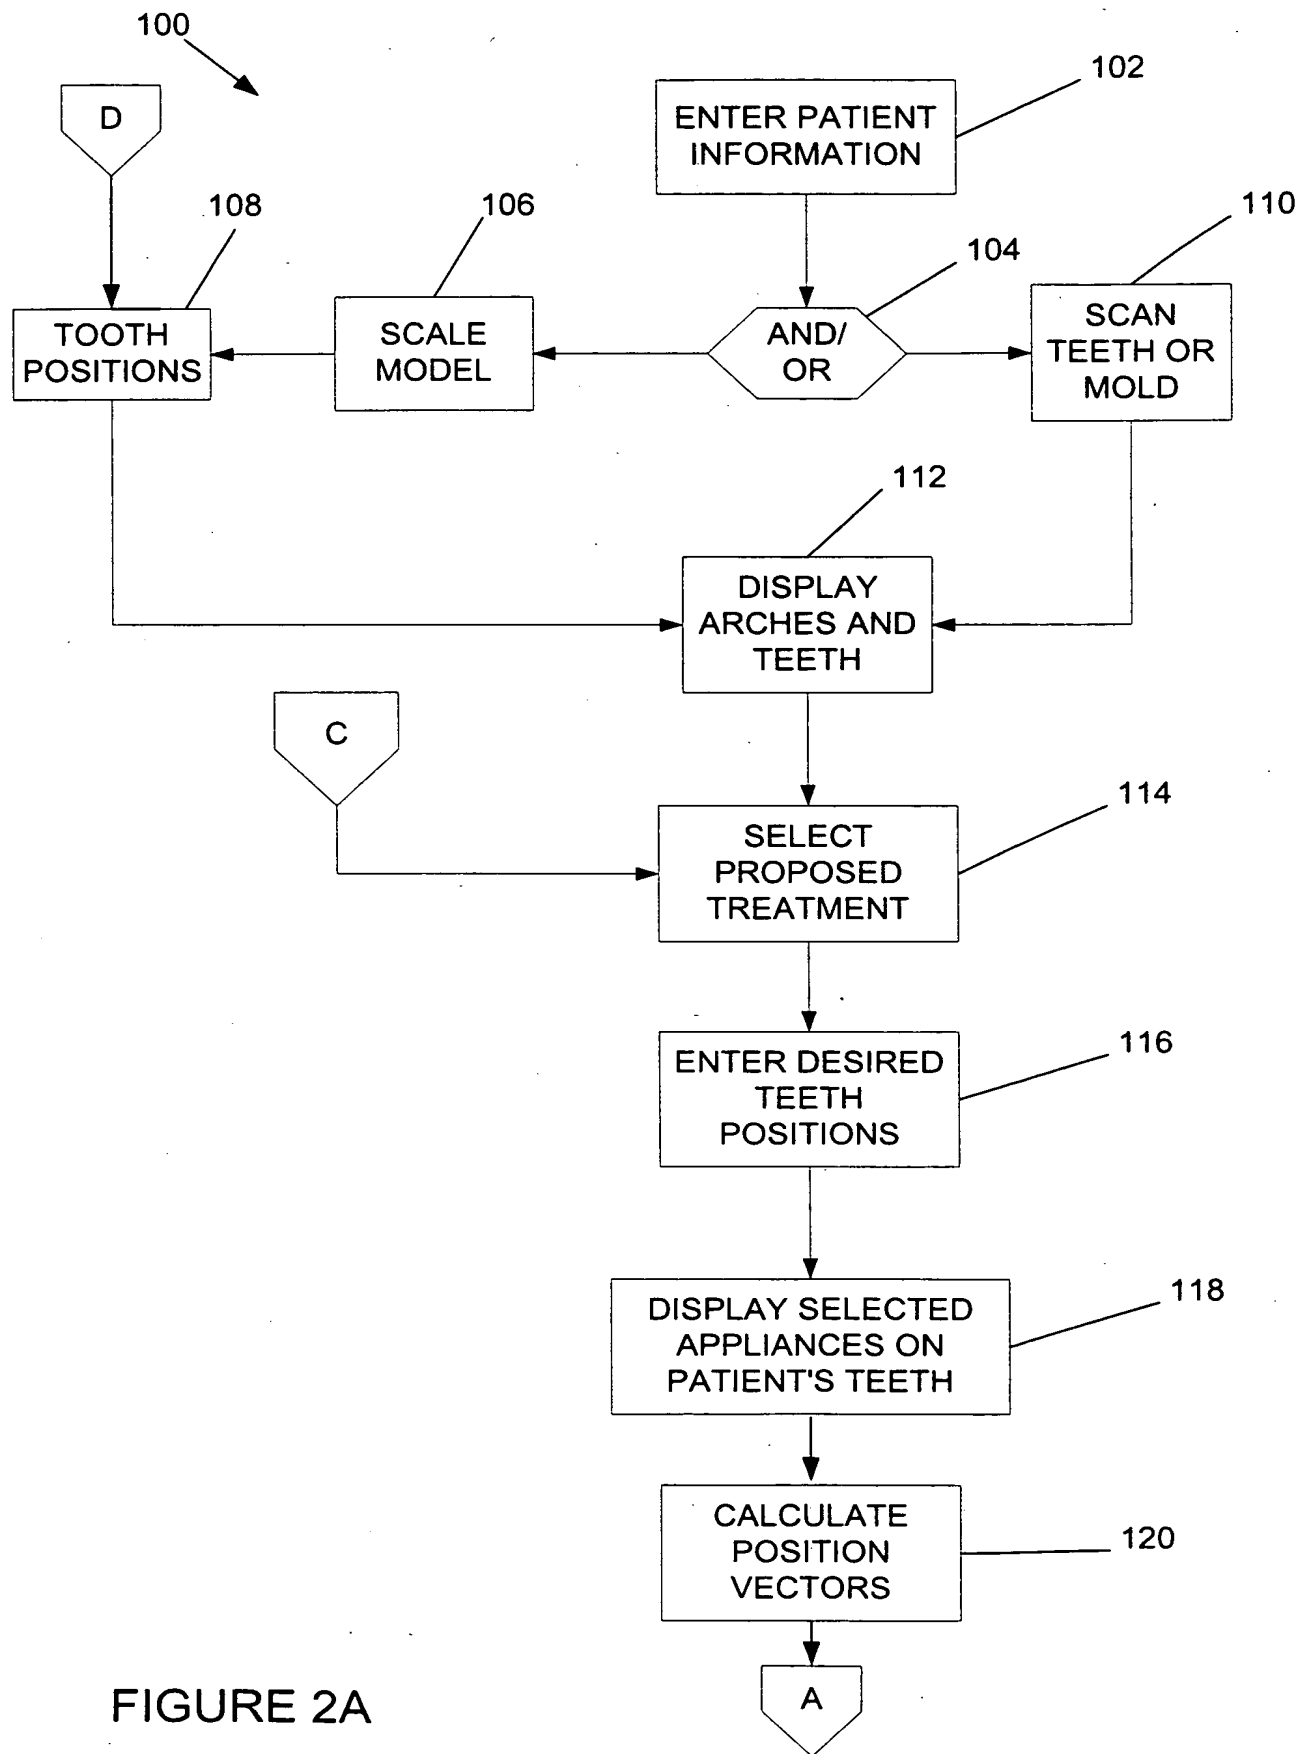 100
D
ENTER PATIENT
INFORMATION
102
108
106
104
110
TOOTH
POSITIONS
SCALE
MODEL
AND/
OR
SCAN
TEETH OR
MOLD
112
DISPLAY
ARCHES AND
TEETH
C
114
SELECT
PROPOSED
TREATMENT
116
ENTER DESIRED
TEETH
POSITIONS
118
DISPLAY SELECTED
APPLIANCES ON
PATIENT'S TEETH
120
CALCULATE
POSITION
VECTORS
A
FIGURE 2A